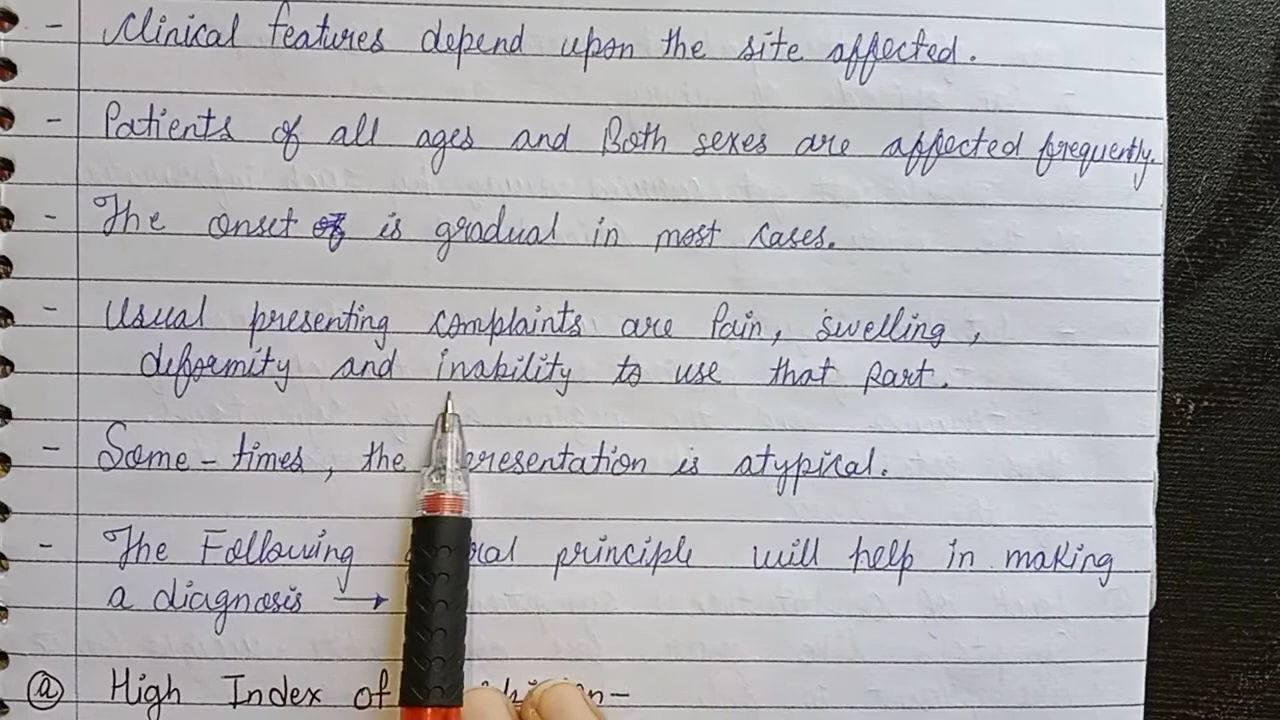 - Clinical features depend upon the site affected.
- Patients of all ages and Both sexes are affected frequently.
- The onset is gradual in most cases.
- Usual presenting complaints are Pain, swelling,
deformity and inability to use that Part.
- Some-times, the is atypical.
- The Following principle will help in making
a diagnosis →
(a) High Index of